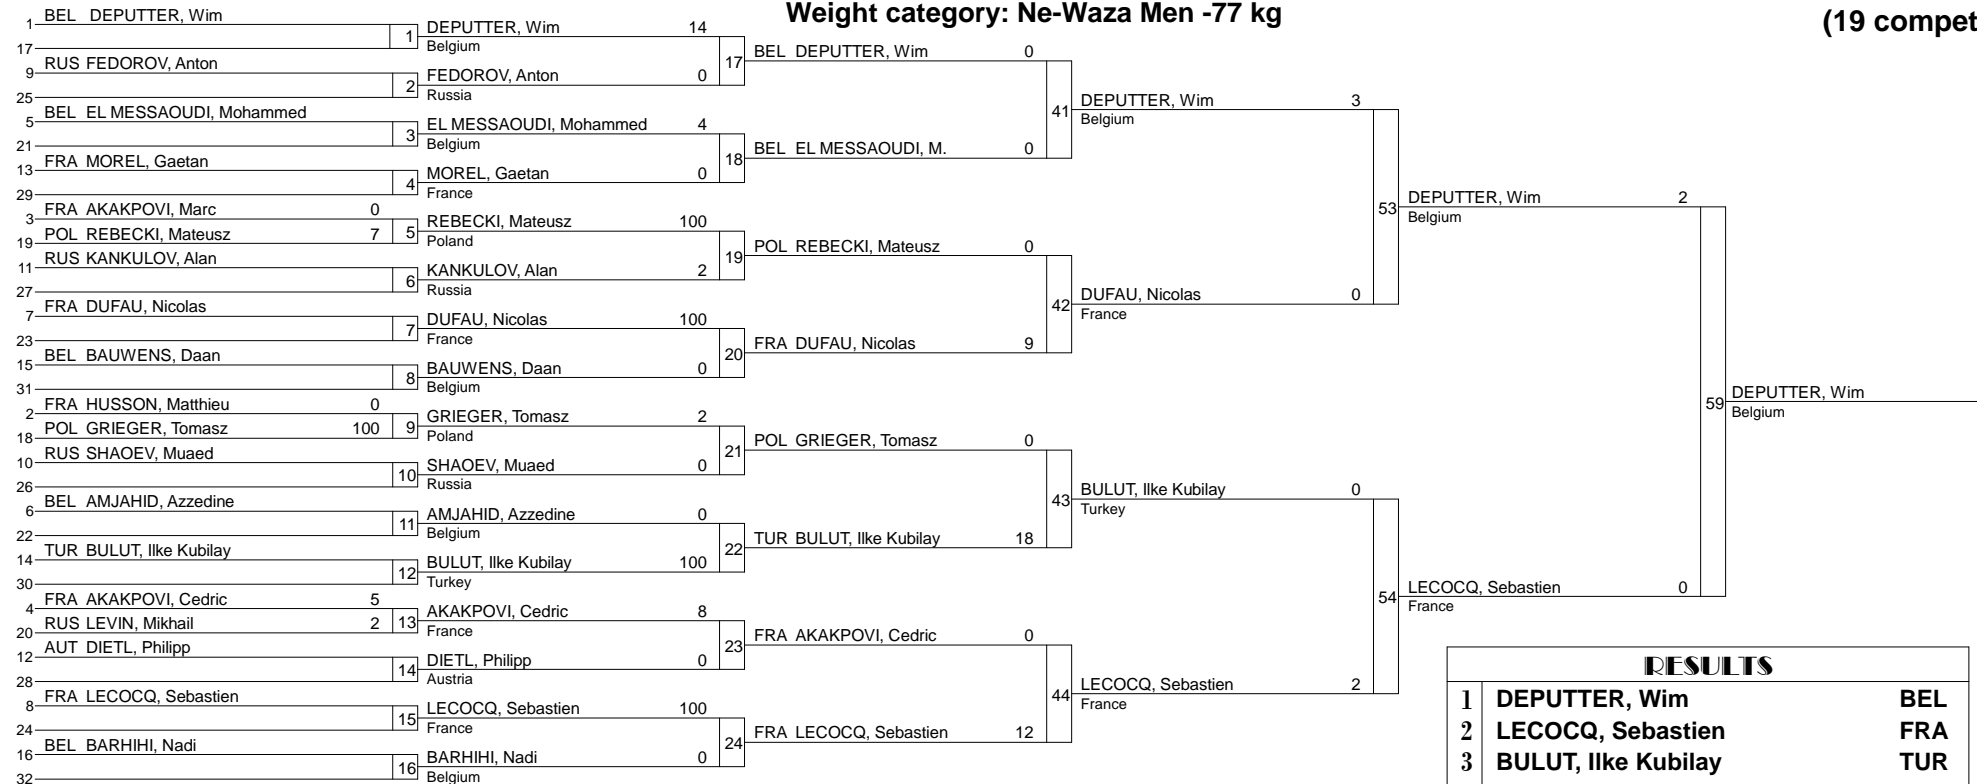 Weight category: Ne-Waza Men -77 kg
(19 compet
1 BEL DEPUTTER, Wim
17
9 RUS FEDOROV, Anton
25
5 BEL EL MESSAOUDI, Mohammed
21
13 FRA MOREL, Gaetan
29
3 FRA AKAKPOVI, Marc 0
19 POL REBECKI, Mateusz 7
11 RUS KANKULOV, Alan
27
7 FRA DUFAU, Nicolas
23
15 BEL BAUWENS, Daan
31
2 FRA HUSSON, Matthieu 0
18 POL GRIEGER, Tomasz 100
10 RUS SHAOEV, Muaed
26
6 BEL AMJAHID, Azzedine
22
14 TUR BULUT, Ilke Kubilay
30
4 FRA AKAKPOVI, Cedric 5
20 RUS LEVIN, Mikhail 2
12 AUT DIETL, Philipp
28
8 FRA LECOCQ, Sebastien
24
16 BEL BARHIHI, Nadi
32
1 DEPUTTER, Wim 14
Belgium
2 FEDOROV, Anton 0
Russia
3 EL MESSAOUDI, Mohammed 4
Belgium
4 MOREL, Gaetan 0
France
5 REBECKI, Mateusz 100
Poland
6 KANKULOV, Alan 2
Russia
7 DUFAU, Nicolas 100
France
8 BAUWENS, Daan 0
Belgium
9 GRIEGER, Tomasz 2
Poland
10 SHAOEV, Muaed 0
Russia
11 AMJAHID, Azzedine 0
Belgium
12 BULUT, Ilke Kubilay 100
Turkey
13 AKAKPOVI, Cedric 8
France
14 DIETL, Philipp 0
Austria
15 LECOCQ, Sebastien 100
France
16 BARHIHI, Nadi 0
Belgium
17 BEL DEPUTTER, Wim 0
18 BEL EL MESSAOUDI, M. 0
19 POL REBECKI, Mateusz 0
20 FRA DUFAU, Nicolas 9
21 POL GRIEGER, Tomasz 0
22 TUR BULUT, Ilke Kubilay 18
23 FRA AKAKPOVI, Cedric 0
24 FRA LECOCQ, Sebastien 12
41 DEPUTTER, Wim 3
Belgium
42 DUFAU, Nicolas 0
France
43 BULUT, Ilke Kubilay 0
Turkey
44 LECOCQ, Sebastien 2
France
53 DEPUTTER, Wim 2
Belgium
54 LECOCQ, Sebastien 0
France
59 DEPUTTER, Wim
Belgium
RESULTS
1 DEPUTTER, Wim BEL
2 LECOCQ, Sebastien FRA
3 BULUT, Ilke Kubilay TUR